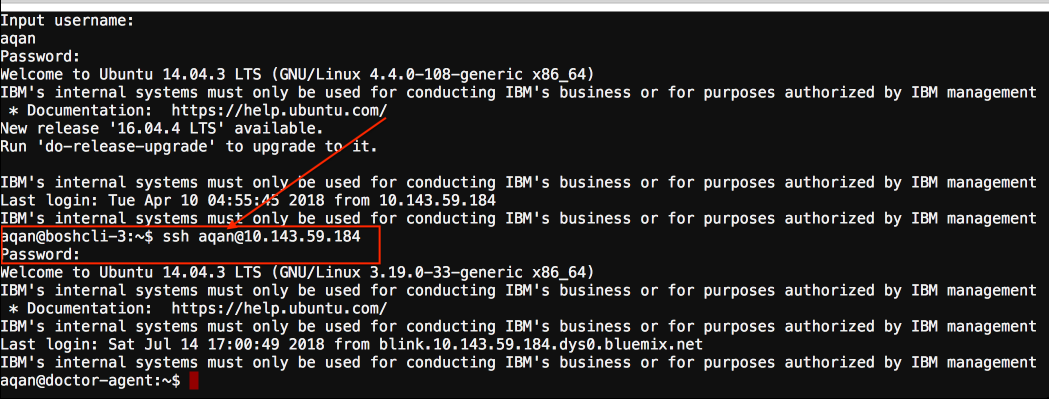 Input username:
aqan
Password:
Welcome to Ubuntu 14.04.3 LTS (GNU/Linux 4.4.0-108-generic x86_64)
IBM's internal systems must only be used for conducting IBM's business or for purposes authorized by IBM management
* Documentation:  https://help.ubuntu.com/
New release '16.04.4 LTS' available.
Run 'do-release-upgrade' to upgrade to it.
IBM's internal systems must only be used for conducting IBM's business or for purposes authorized by IBM management
Last login: Tue Apr 10 04:55:45 2018 from 10.143.59.184
IBM's internal systems must only be used for conducting IBM's business or for purposes authorized by IBM management
aqan@boshcli-3:~$ ssh aqan@10.143.59.184
Password:
Welcome to Ubuntu 14.04.3 LTS (GNU/Linux 3.19.0-33-generic x86_64)
IBM's internal systems must only be used for conducting IBM's business or for purposes authorized by IBM management
* Documentation:  https://help.ubuntu.com/
IBM's internal systems must only be used for conducting IBM's business or for purposes authorized by IBM management
Last login: Sat Jul 14 17:00:49 2018 from blink.10.143.59.184.dys0.bluemix.net
IBM's internal systems must only be used for conducting IBM's business or for purposes authorized by IBM management
aqan@doctor-agent:~$